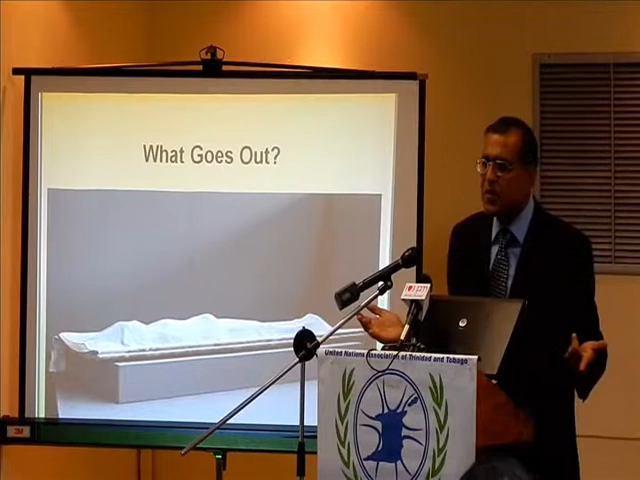 What Goes Out?
United Nations Association of Trinidad and Tobago
3M